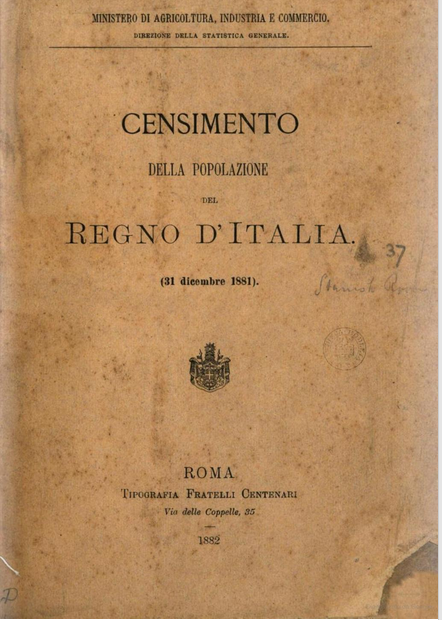 MINISTERO DI AGRICOLTURA, INDUSTRIA E COMMERCIO.
DIREZIONE DELLA STATISTICA GENERALE.
CENSIMENTO
DELLA POPOLAZIONE
DEL
REGNO D'ITALIA.
37
(31 dicembre 1881).
ROMA
TIPOGRAFIA FRATELLI CENTENARI
Via delle Coppelle, 35
1882
D